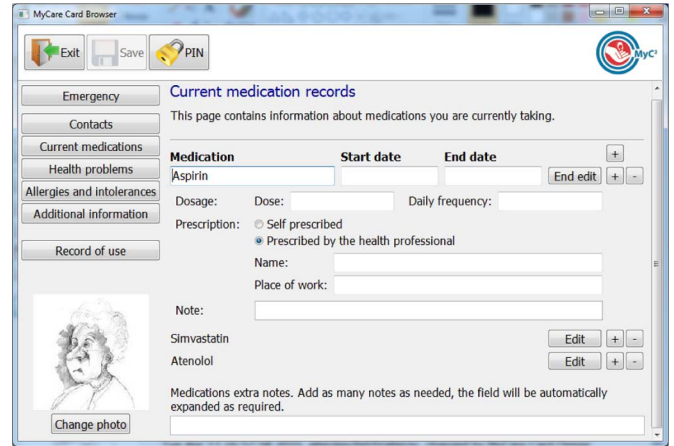 MyCare Card Browser
Exit Save PIN
MyC³
Emergency
Contacts
Current medications
Health problems
Allergies and intolerances
Additional information
Record of use
Change photo
Current medication records
This page contains information about medications you are currently taking.
Medication Start date End date +
Aspirin End edit + -
Dosage: Dose: Daily frequency:
Prescription: Self prescribed
Prescribed by the health professional
Name:
Place of work:
Note:
Simvastatin Edit + -
Atenolol Edit + -
Medications extra notes. Add as many notes as needed, the field will be automatically
expanded as required.